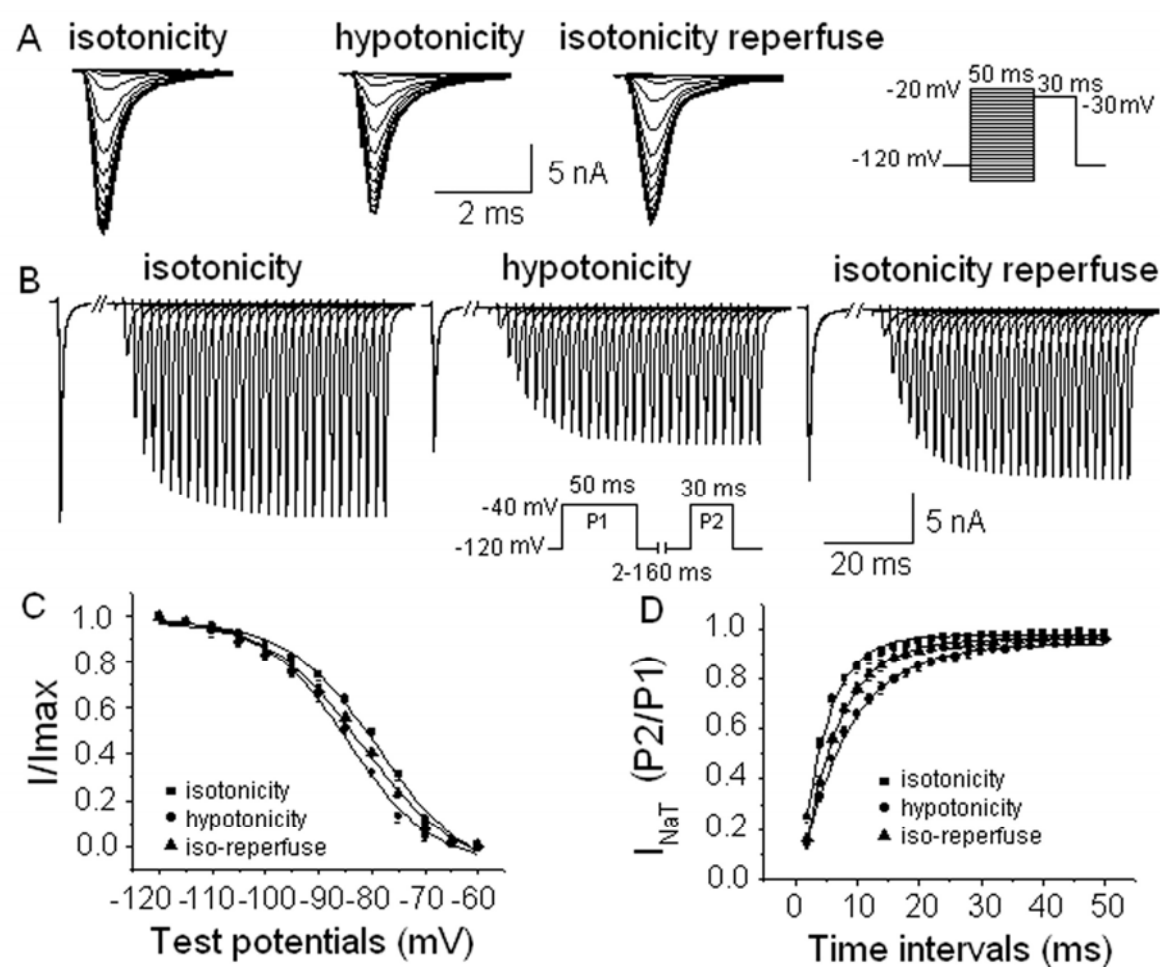 A
isotonicity
hypotonicity
isotonicity reperfuse
50 ms
-20 mV
30 ms
-30 mV
-120 mV
5 nA
2 ms
B
isotonicity
hypotonicity
isotonicity reperfuse
50 ms
30 ms
-40 mV
P1
P2
-120 mV
2-160 ms
5 nA
20 ms
C
I/Imax
1.0
0.8
0.6
0.4
0.2
0.0
isotonicity
hypotonicity
iso-reperfuse
-120 -110 -100 -90 -80 -70 -60
Test potentials (mV)
D
I NaT (P2/P1)
1.0
0.8
0.6
0.4
0.2
0.0
isotonicity
hypotonicity
iso-reperfuse
0 10 20 30 40 50
Time intervals (ms)